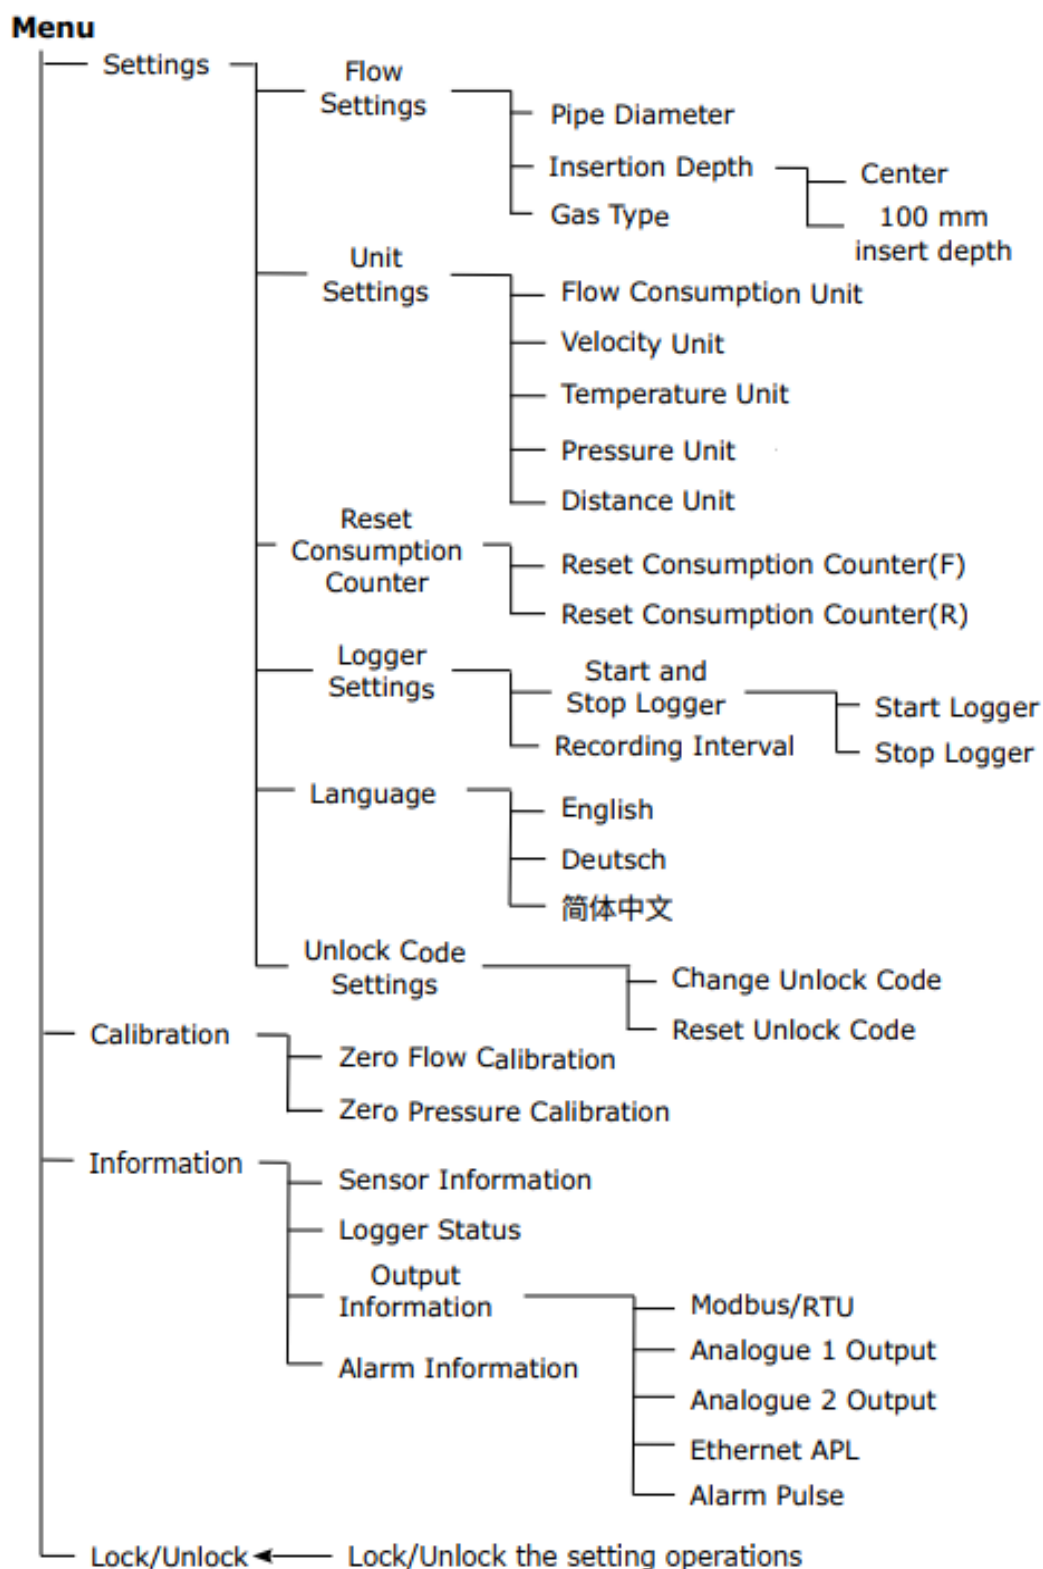 Menu
Settings
Flow
Settings
Pipe Diameter
Insertion Depth
Center
100 mm
insert depth
Gas Type
Unit
Settings
Flow Consumption Unit
Velocity Unit
Temperature Unit
Pressure Unit
Distance Unit
Reset
Consumption
Counter
Reset Consumption Counter(F)
Reset Consumption Counter(R)
Logger
Settings
Start and
Stop Logger
Start Logger
Stop Logger
Recording Interval
Language
English
Deutsch
简体中文
Unlock Code
Settings
Change Unlock Code
Reset Unlock Code
Calibration
Zero Flow Calibration
Zero Pressure Calibration
Information
Sensor Information
Logger Status
Output
Information
Modbus/RTU
Analogue 1 Output
Analogue 2 Output
Ethernet APL
Alarm Pulse
Alarm Information
Lock/Unlock
Lock/Unlock the setting operations